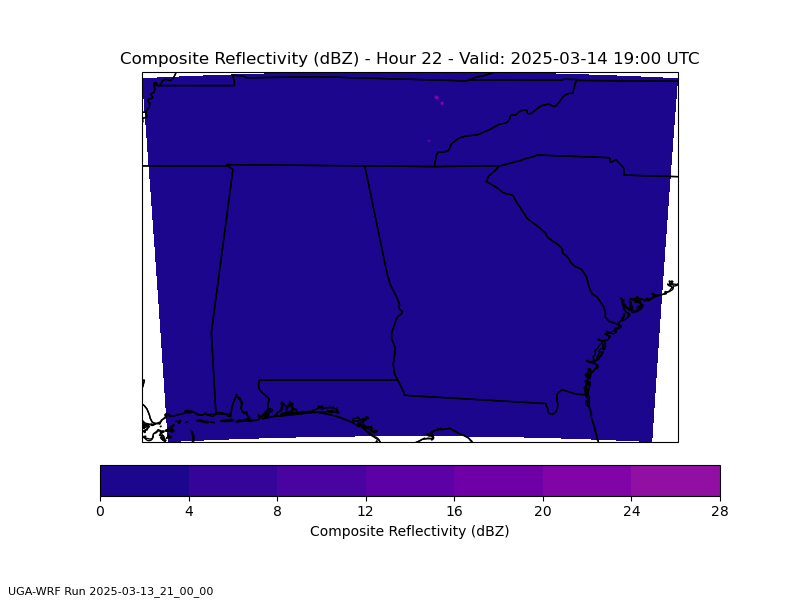 Composite Reflectivity (dBZ) - Hour 22 - Valid: 2025-03-14 19:00 UTC
0 4 8 12 16 20 24 28
Composite Reflectivity (dBZ)
UGA-WRF Run 2025-03-13_21_00_00